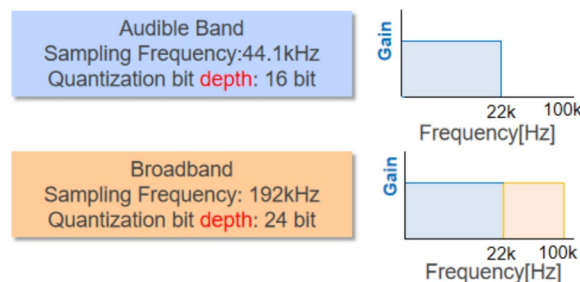 Audible Band
Sampling Frequency:44.1kHz
Quantization bit depth: 16 bit
Gain
22k
100k
Frequency[Hz]
Broadband
Sampling Frequency: 192kHz
Quantization bit depth: 24 bit
Gain
22k
100k
Frequency[Hz]